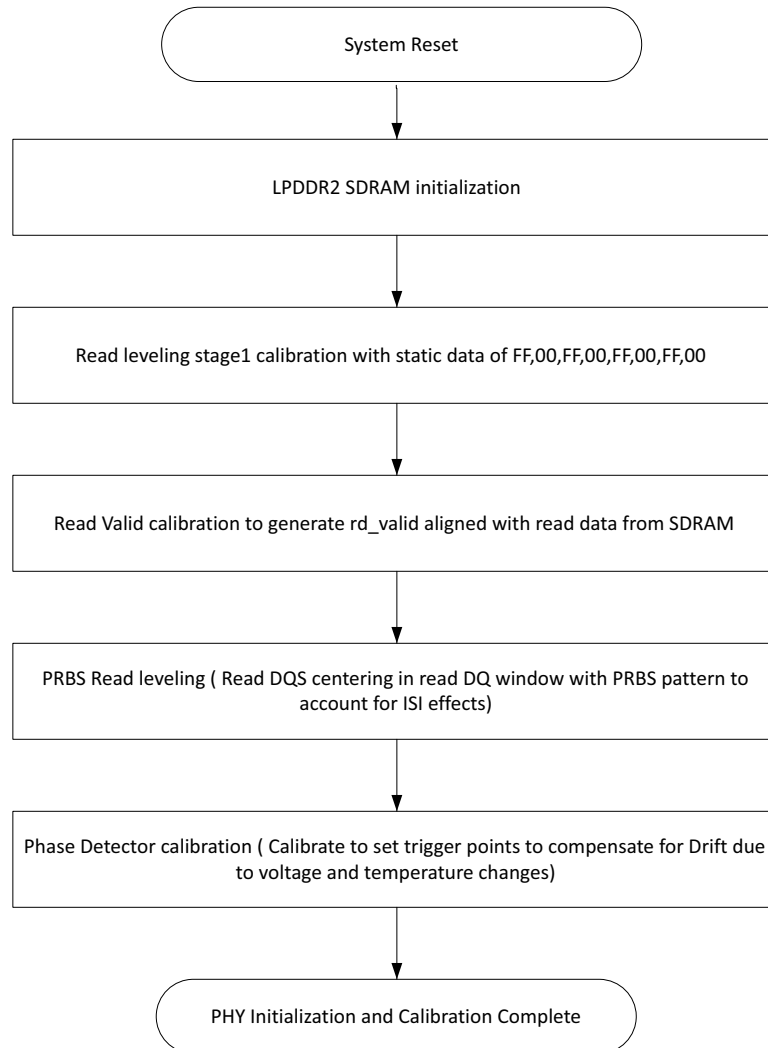 System Reset
LPDDR2 SDRAM initialization
Read leveling stage1 calibration with static data of FF,00,FF,00,FF,00,FF,00
Read Valid calibration to generate rd_valid aligned with read data from SDRAM
PRBS Read leveling ( Read DQS centering in read DQ window with PRBS pattern to
account for ISI effects)
Phase Detector calibration ( Calibrate to set trigger points to compensate for Drift due
to voltage and temperature changes)
PHY Initialization and Calibration Complete